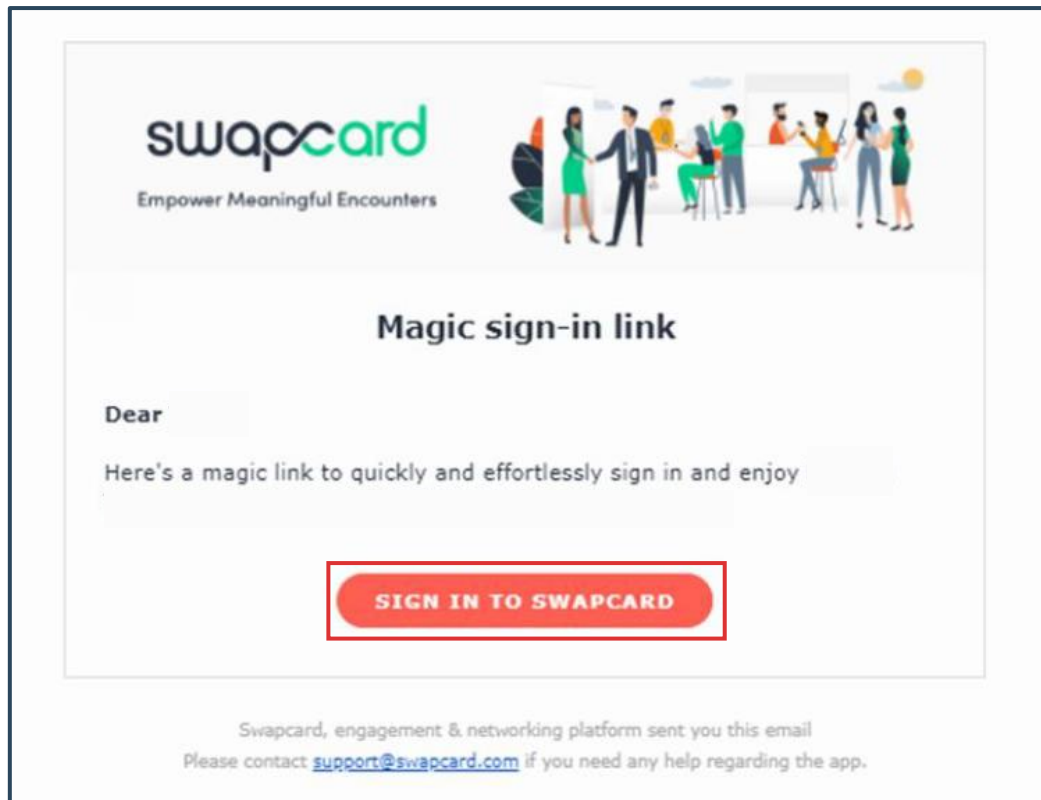 swapcard
Empower Meaningful Encounters
Magic sign-in link
Dear
Here's a magic link to quickly and effortlessly sign in and enjoy
SIGN IN TO SWAPCARD
Swapcard, engagement & networking platform sent you this email
Please contact support@swapcard.com if you need any help regarding the app.